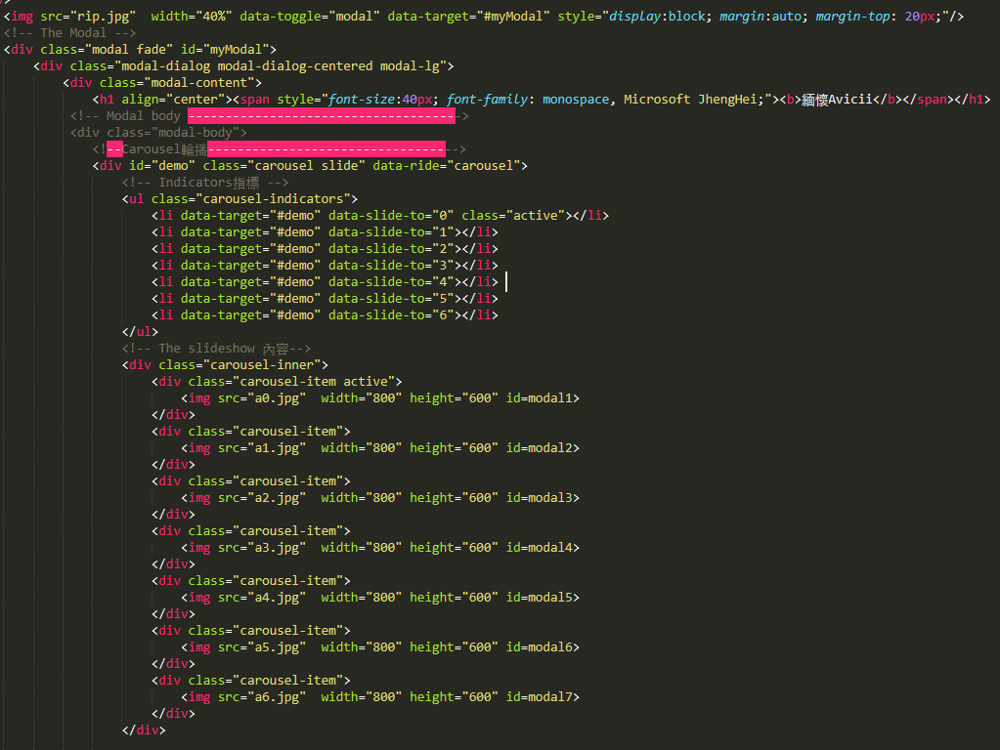 />
<img src="rip.jpg"  width="40%" data-toggle="modal" data-target="#myModal" style="display:block; margin:auto; margin-top: 20px;"/>
<!-- The Modal -->
<div class="modal fade" id="myModal">
<div class="modal-dialog modal-dialog-centered modal-lg">
<div class="modal-content">
<h1 align="center"><span style="font-size:40px; font-family: monospace, Microsoft JhengHei;"><b>緬懷Avicii</b></span></h1>
<!-- Modal body ------------------------------------->
<div class="modal-body">
<!--Carousel輪播---------------------------------->
<div id="demo" class="carousel slide" data-ride="carousel">
<!-- Indicators指標 -->
<ul class="carousel-indicators">
<li data-target="#demo" data-slide-to="0" class="active"></li>
<li data-target="#demo" data-slide-to="1"></li>
<li data-target="#demo" data-slide-to="2"></li>
<li data-target="#demo" data-slide-to="3"></li>
<li data-target="#demo" data-slide-to="4"></li>
<li data-target="#demo" data-slide-to="5"></li>
<li data-target="#demo" data-slide-to="6"></li>
</ul>
<!-- The slideshow 內容-->
<div class="carousel-inner">
<div class="carousel-item active">
<img src="a0.jpg"  width="800" height="600" id=modal1>
</div>
<div class="carousel-item">
<img src="a1.jpg"  width="800" height="600" id=modal2>
</div>
<div class="carousel-item">
<img src="a2.jpg"  width="800" height="600" id=modal3>
</div>
<div class="carousel-item">
<img src="a3.jpg"  width="800" height="600" id=modal4>
</div>
<div class="carousel-item">
<img src="a4.jpg"  width="800" height="600" id=modal5>
</div>
<div class="carousel-item">
<img src="a5.jpg"  width="800" height="600" id=modal6>
</div>
<div class="carousel-item">
<img src="a6.jpg"  width="800" height="600" id=modal7>
</div>
</div>